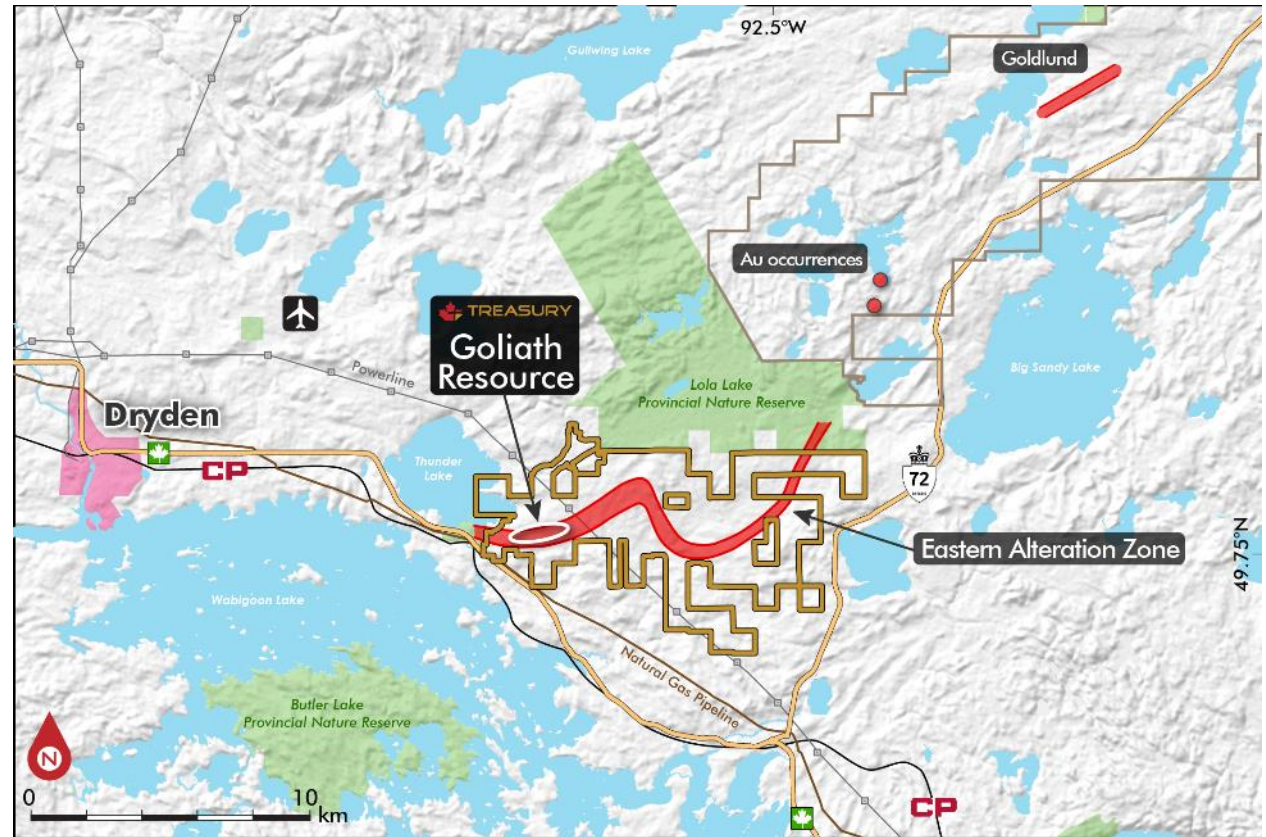 92.5°W
Gullwing Lake
Goldlund
Au occurrences
TREASURY
Goliath
Resource
Powerline
Lola Lake
Provincial Nature Reserve
Big Sandy Lake
Dryden
CP
Thunder
Lake
72
Eastern Alteration Zone
49.75°N
Wabigoon Lake
Natural Gas Pipeline
Butler Lake
Provincial Nature Reserve
N
0 10
km
CP